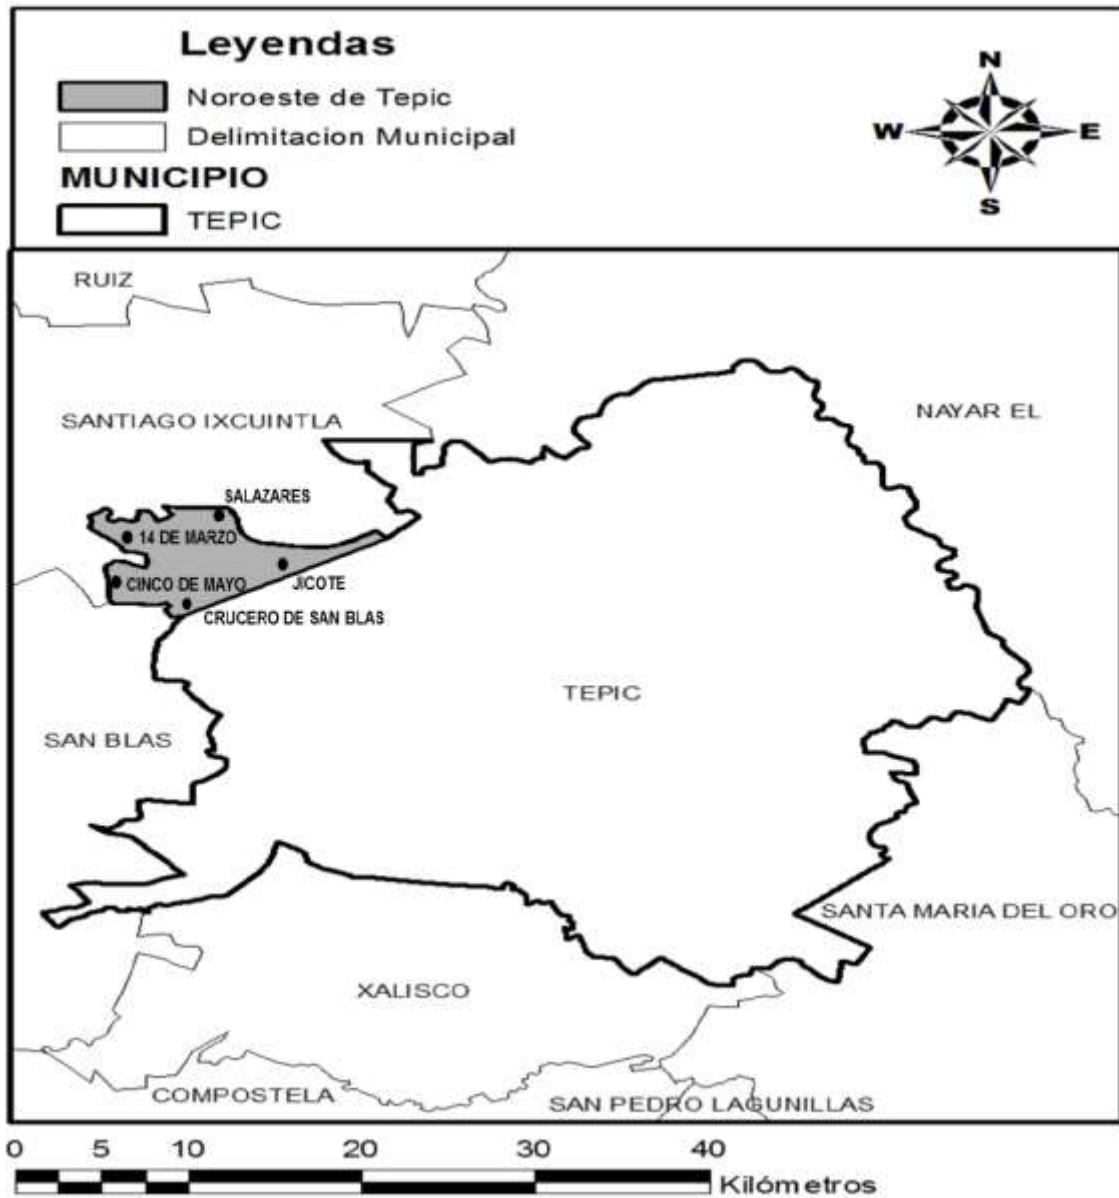 Leyendas
Noroeste de Tepic
Delimitacion Municipal
MUNICIPIO
TEPIC
N
W
E
S
RUIZ
SANTIAGO IXCUINTLA
NAYAR EL
SALAZARES
14 DE MARZO
CINCO DE MAYO
JICOTE
CRUCERO DE SAN BLAS
TEPIC
SAN BLAS
SANTA MARIA DEL ORO
XALISCO
COMPOSTELA
SAN PEDRO LAGUNILLAS
0 5 10 20 30 40
Kilómetros